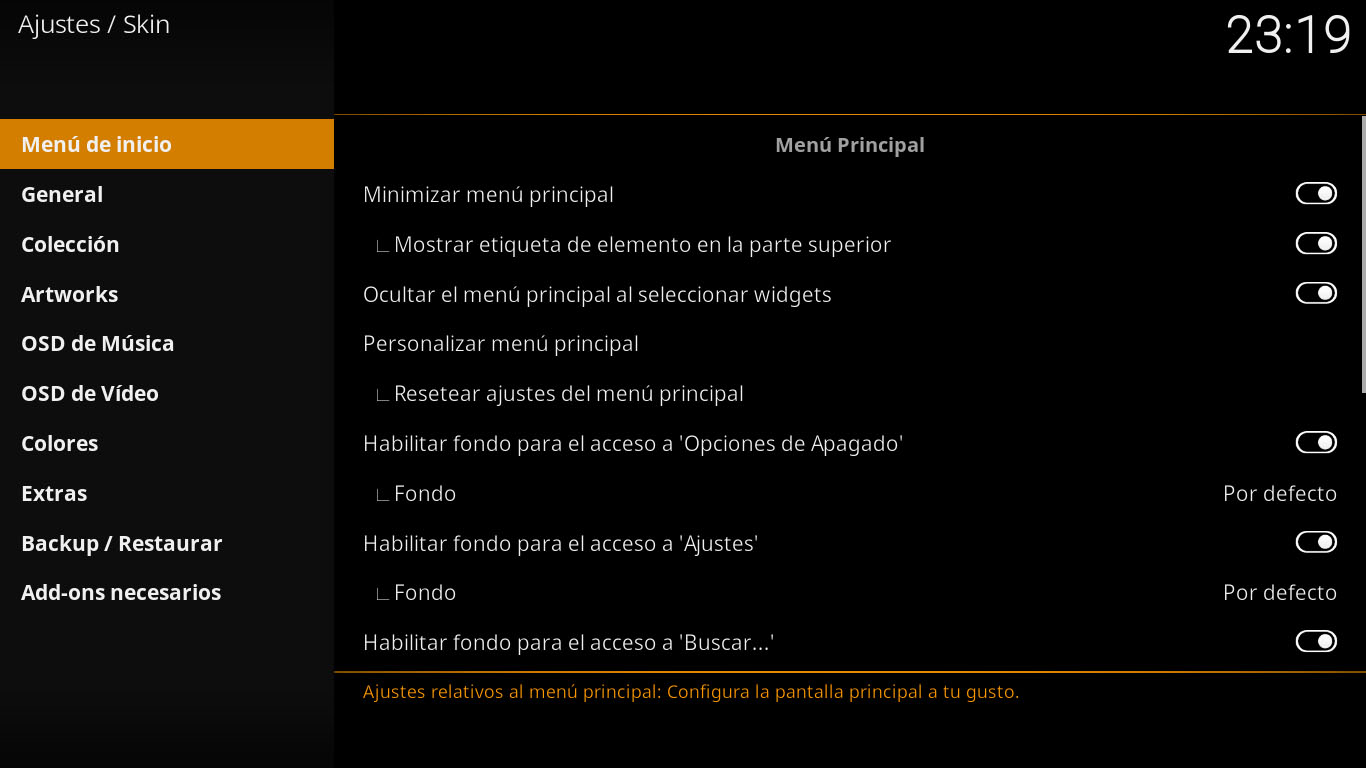 Ajustes / Skin
23:19
Menú de inicio
General
Colección
Artworks
OSD de Música
OSD de Vídeo
Colores
Extras
Backup / Restaurar
Add-ons necesarios
Menú Principal
Minimizar menú principal
Mostrar etiqueta de elemento en la parte superior
Ocultar el menú principal al seleccionar widgets
Personalizar menú principal
Resetear ajustes del menú principal
Habilitar fondo para el acceso a 'Opciones de Apagado'
Fondo Por defecto
Habilitar fondo para el acceso a 'Ajustes'
Fondo Por defecto
Habilitar fondo para el acceso a 'Buscar...'
Ajustes relativos al menú principal: Configura la pantalla principal a tu gusto.